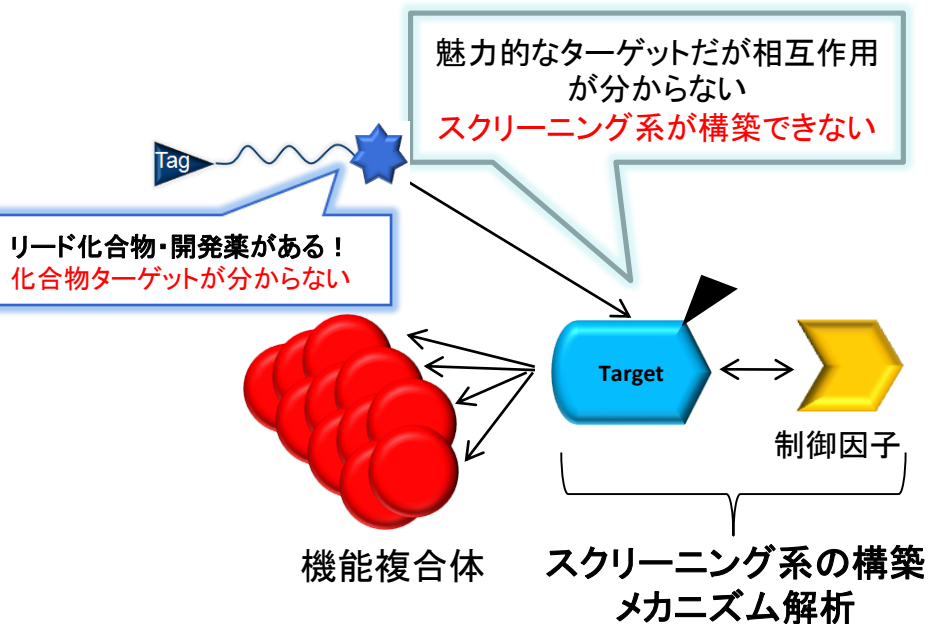 魅力的なターゲットだが相互作用
が分からない
スクリーニング系が構築できない
Tag
リード化合物・開発薬がある！
化合物ターゲットが分からない
Target
制御因子
機能複合体
スクリーニング系の構築
メカニズム解析